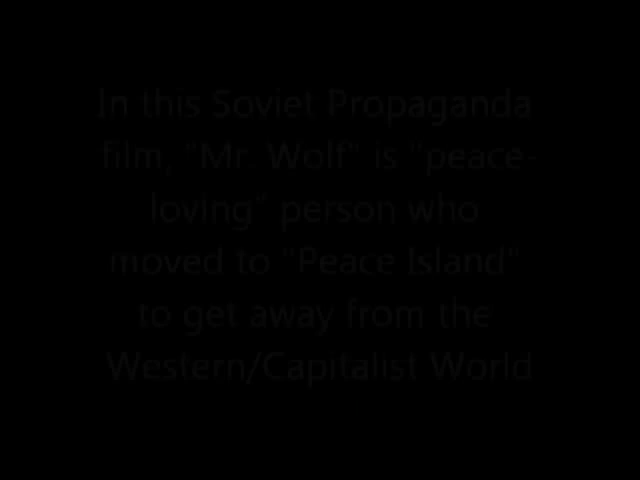 In this Soviet Propaganda
film, "Mr. Wolf" is "peace-
loving" person who
moved to "Peace Island"
to get away from the
Western/Capitalist World